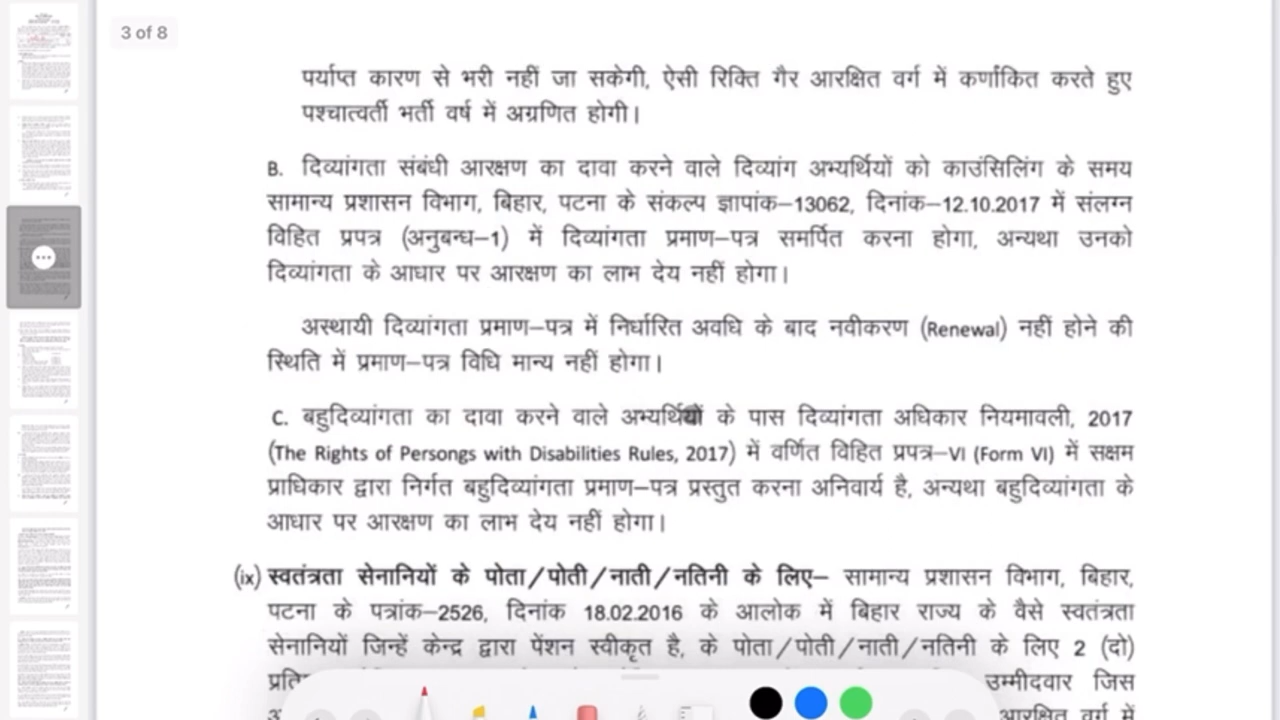 3 of 8
पर्याप्त कारण से भरी नहीं जा सकेगी, ऐसी रिक्ति गैर आरक्षित वर्ग में कर्णांकित करते हुए
पश्चात्वर्ती भर्ती वर्ष में अग्रणित होगी।
B. दिव्यांगता संबंधी आरक्षण का दावा करने वाले दिव्यांग अभ्यर्थियों को काउंसिलिंग के समय
सामान्य प्रशासन विभाग, बिहार, पटना के संकल्प ज्ञापांक–13062, दिनांक–12.10.2017 में संलग्न
विहित प्रपत्र (अनुबन्ध–1) में दिव्यांगता प्रमाण–पत्र समर्पित करना होगा, अन्यथा उनको
दिव्यांगता के आधार पर आरक्षण का लाभ देय नहीं होगा।
अस्थायी दिव्यांगता प्रमाण–पत्र में निर्धारित अवधि के बाद नवीकरण (Renewal) नहीं होने की
स्थिति में प्रमाण–पत्र विधि मान्य नहीं होगा।
C. बहुदिव्यांगता का दावा करने वाले अभ्यर्थियों के पास दिव्यांगता अधिकार नियमावली, 2017
(The Rights of Persongs with Disabilities Rules, 2017) में वर्णित विहित प्रपत्र–VI (Form VI) में सक्षम
प्राधिकार द्वारा निर्गत बहुदिव्यांगता प्रमाण–पत्र प्रस्तुत करना अनिवार्य है, अन्यथा बहुदिव्यांगता के
आधार पर आरक्षण का लाभ देय नहीं होगा।
(ix) स्वतंत्रता सेनानियों के पोता/पोती/नाती/नतिनी के लिए– सामान्य प्रशासन विभाग, बिहार,
पटना के पत्रांक–2526, दिनांक 18.02.2016 के आलोक में बिहार राज्य के वैसे स्वतंत्रता
सेनानियों जिन्हें केन्द्र द्वारा पेंशन स्वीकृत है, के पोता/पोती/नाती/नतिनी के लिए 2 (दो)
उम्मीदवार जिस
आरक्षित वर्ग में